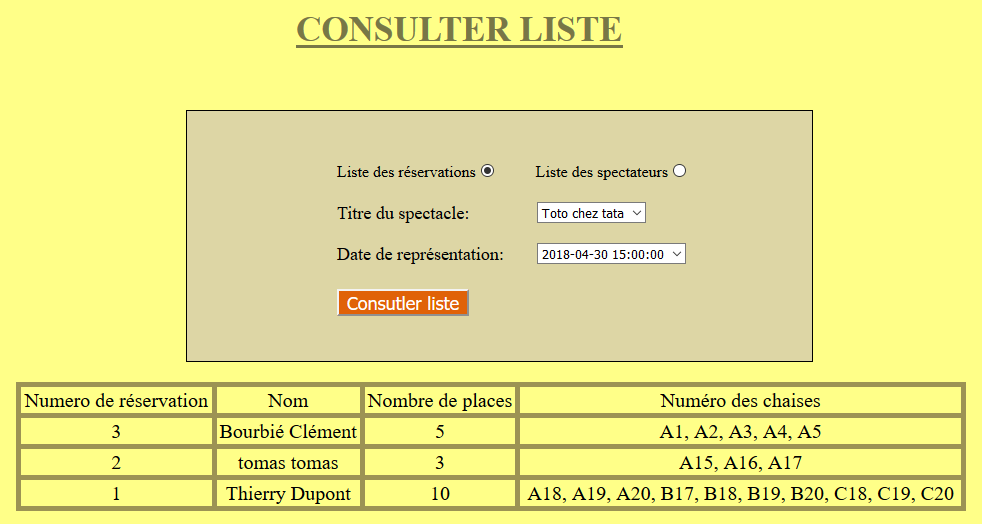 CONSULTER LISTE
Liste des réservations Liste des spectateurs
Titre du spectacle: Toto chez tata
Date de représentation: 2018-04-30 15:00:00
Consutler liste
Numero de réservation Nom Nombre de places Numéro des chaises
3 Bourbié Clément 5 A1, A2, A3, A4, A5
2 tomas tomas 3 A15, A16, A17
1 Thierry Dupont 10 A18, A19, A20, B17, B18, B19, B20, C18, C19, C20